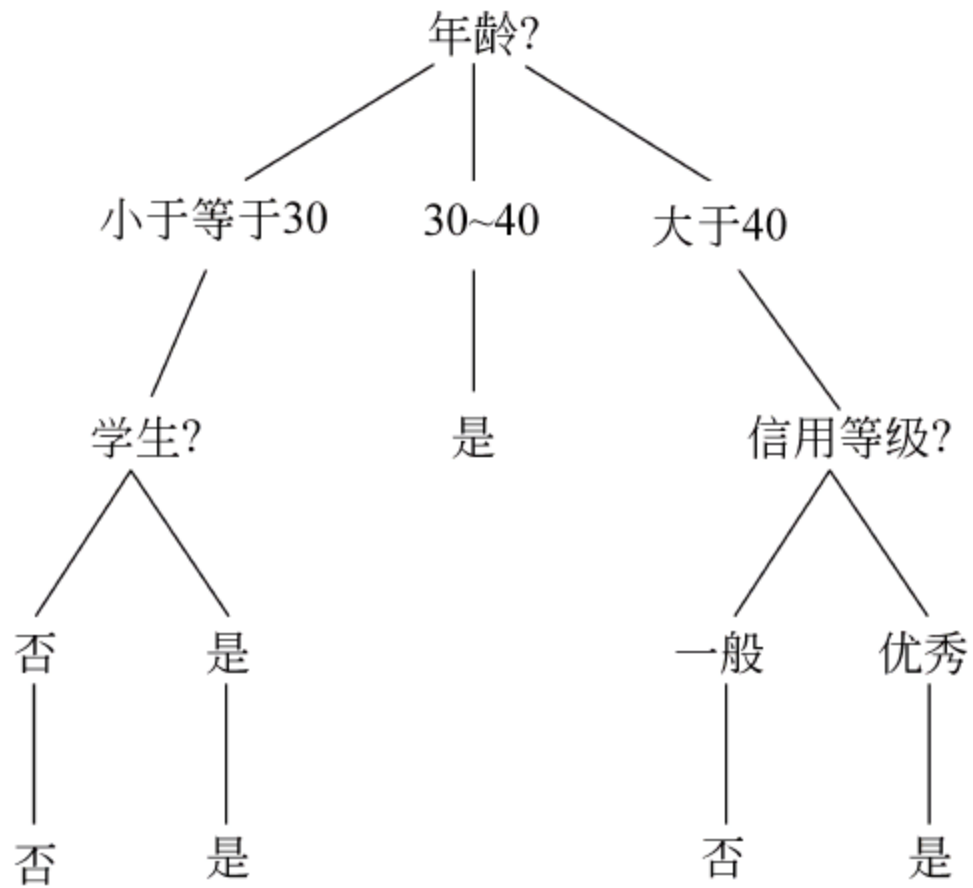 年龄?
小于等于30 30~40 大于40
学生? 是 信用等级?
否 是 一般 优秀
否 是 否 是